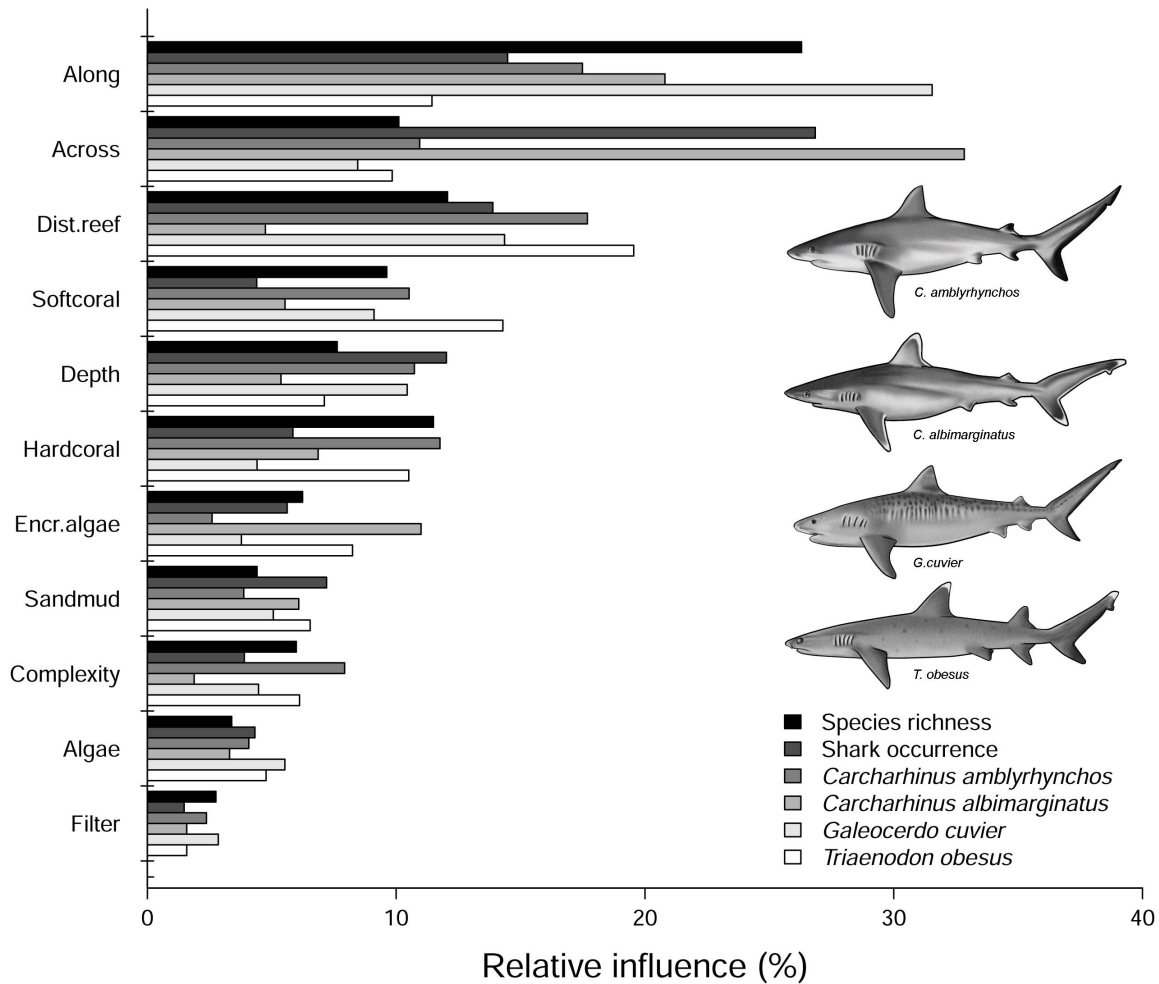 Along
Across
Dist.reef
Softcoral
Depth
Hardcoral
Encr.algae
Sandmud
Complexity
Algae
Filter
C. amblyrhynchos
C. albimarginatus
G.cuvier
T. obesus
Species richness
Shark occurrence
Carcharhinus amblyrhynchos
Carcharhinus albimarginatus
Galeocerdo cuvier
Triaenodon obesus
0 10 20 30 40
Relative influence (%)